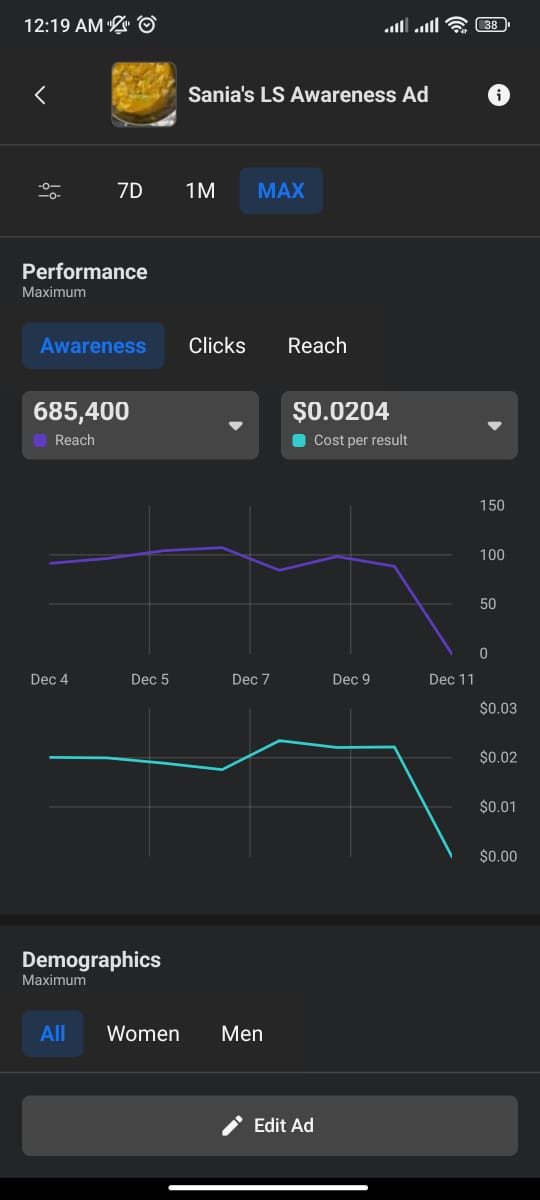 12:19 AM
38
Sania's LS Awareness Ad
7D 1M MAX
Performance
Maximum
Awareness Clicks Reach
685,400
Reach
$0.0204
Cost per result
150
100
50
0
Dec 4 Dec 5 Dec 7 Dec 9 Dec 11
$0.03
$0.02
$0.01
$0.00
Demographics
Maximum
All Women Men
Edit Ad